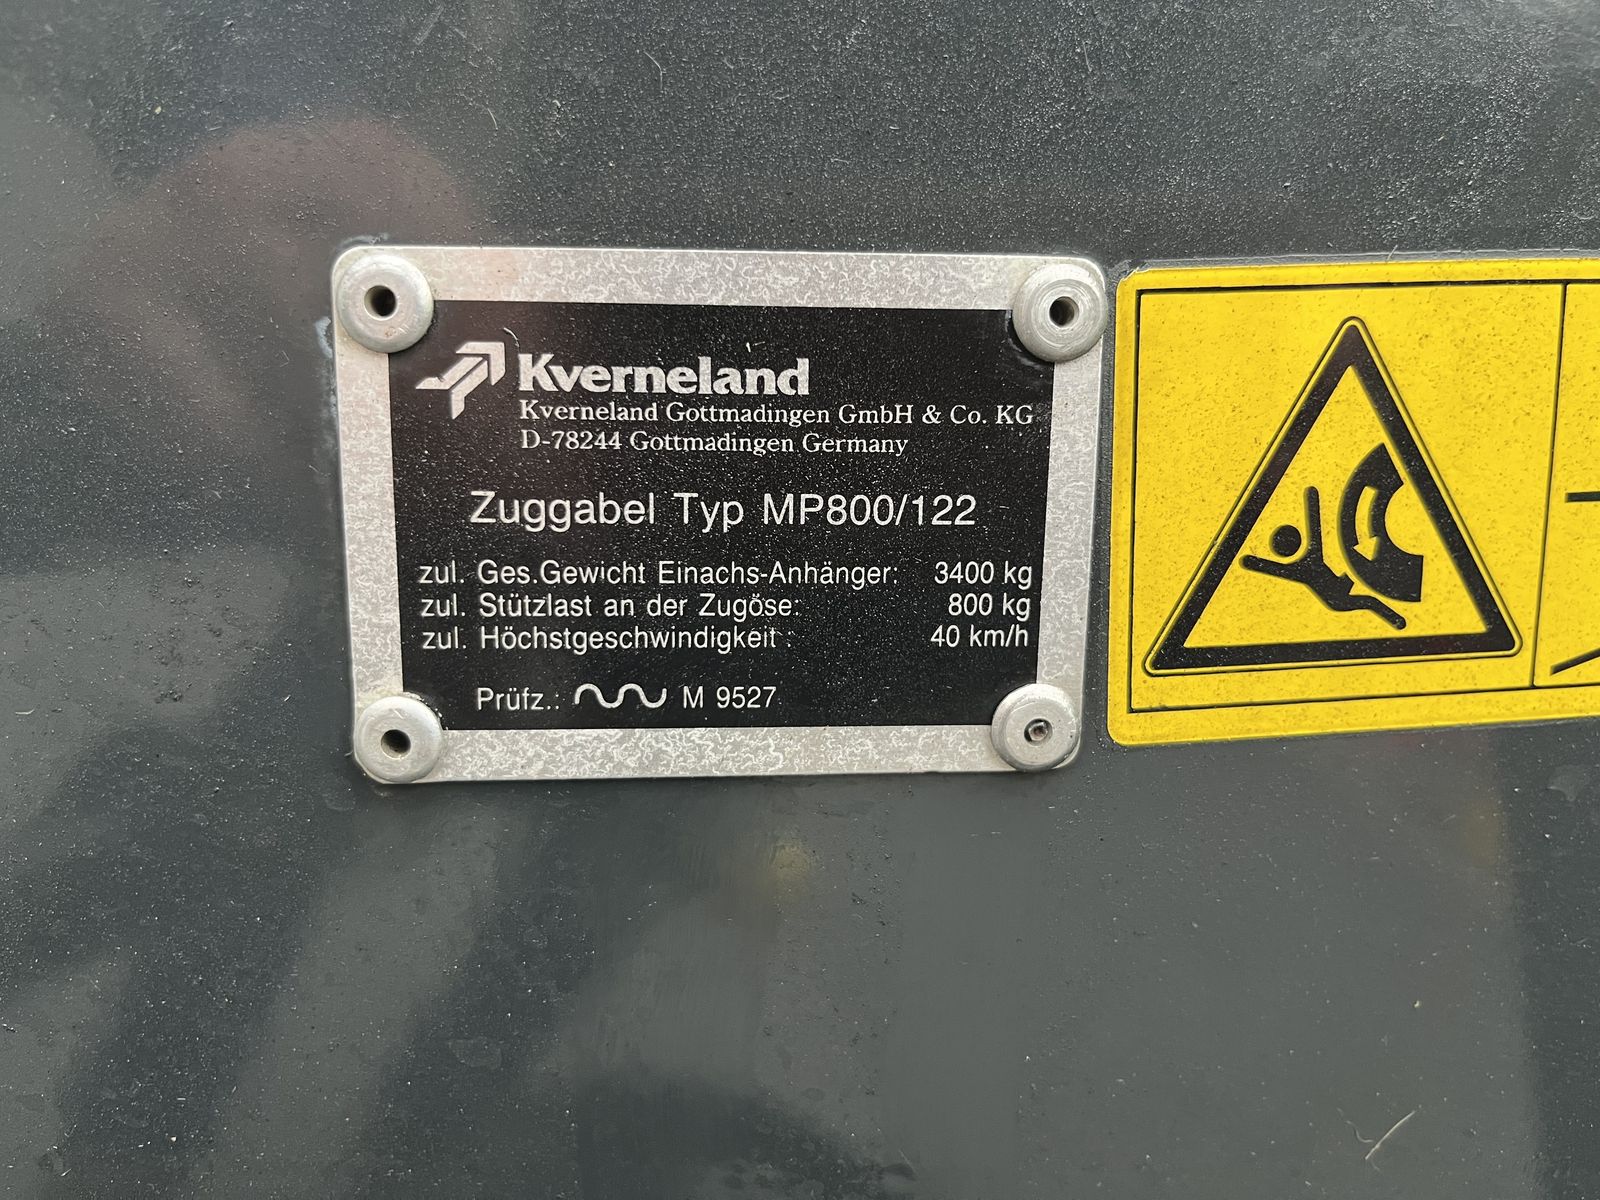 Kverneland
Kverneland Gottmadingen GmbH & Co. KG
D-78244 Gottmadingen Germany
Zuggabel Typ MP800/122
zul. Ges.Gewicht Einachs-Anhänger: 3400 kg
zul. Stützlast an der Zugöse: 800 kg
zul. Höchstgeschwindigkeit : 40 km/h
Prüfz.: M 9527